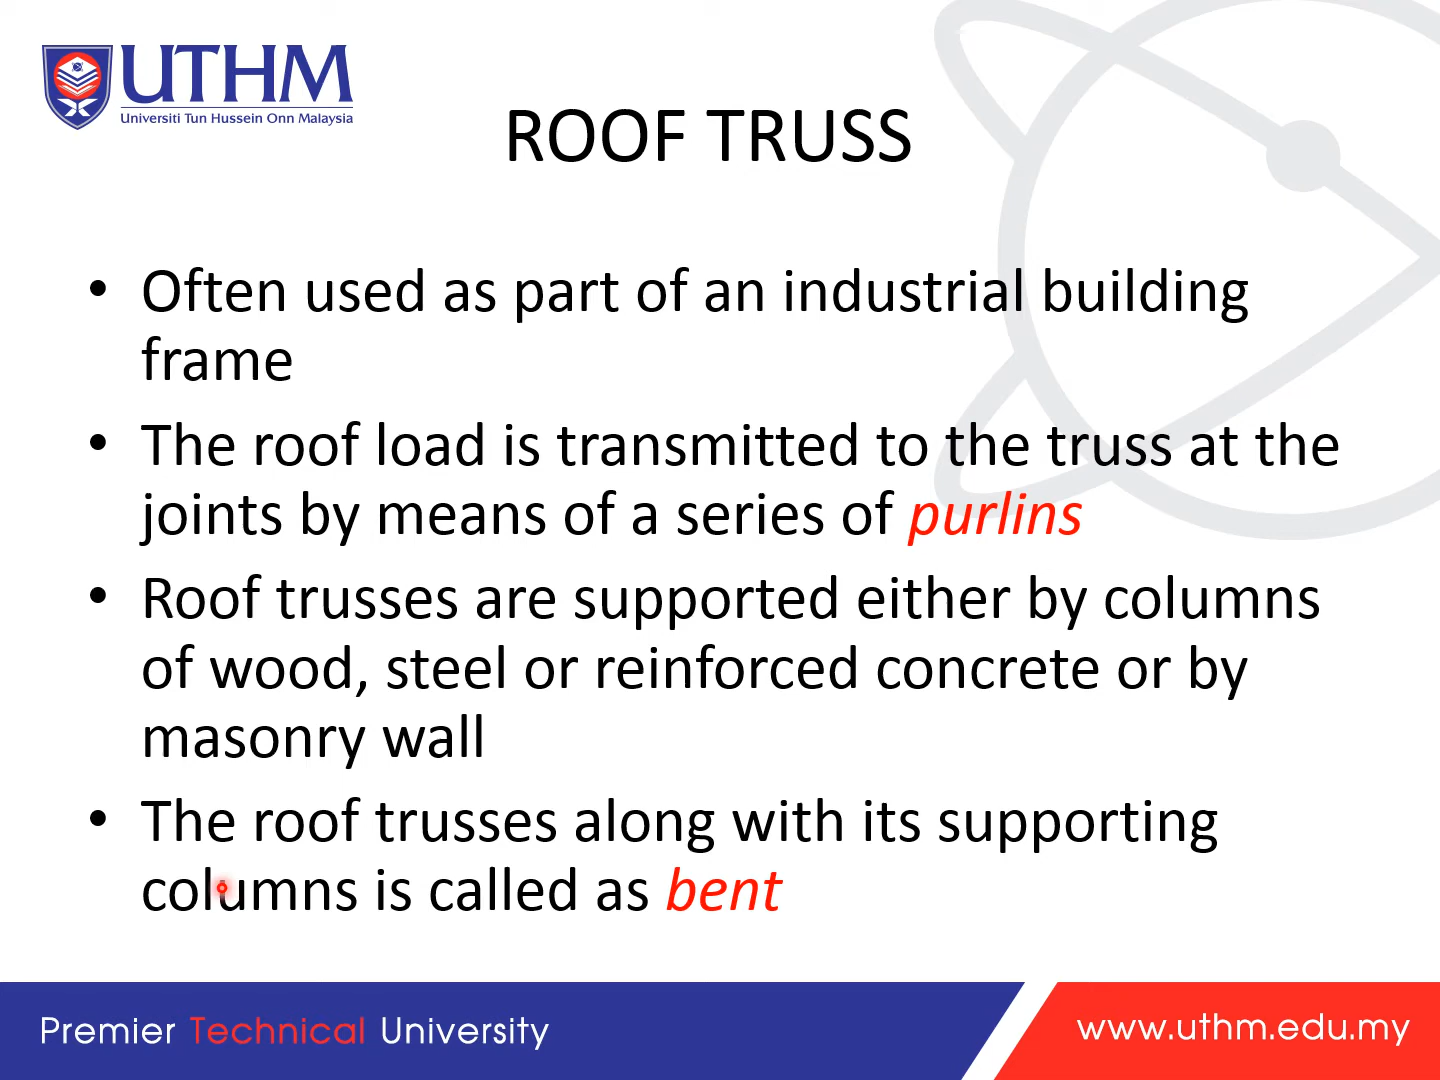 UTHM
Universiti Tun Hussein Onn Malaysia
ROOF TRUSS
• Often used as part of an industrial building
frame
• The roof load is transmitted to the truss at the
joints by means of a series of purlins
• Roof trusses are supported either by columns
of wood, steel or reinforced concrete or by
masonry wall
• The roof trusses along with its supporting
columns is called as bent
Premier Technical University
www.uthm.edu.my